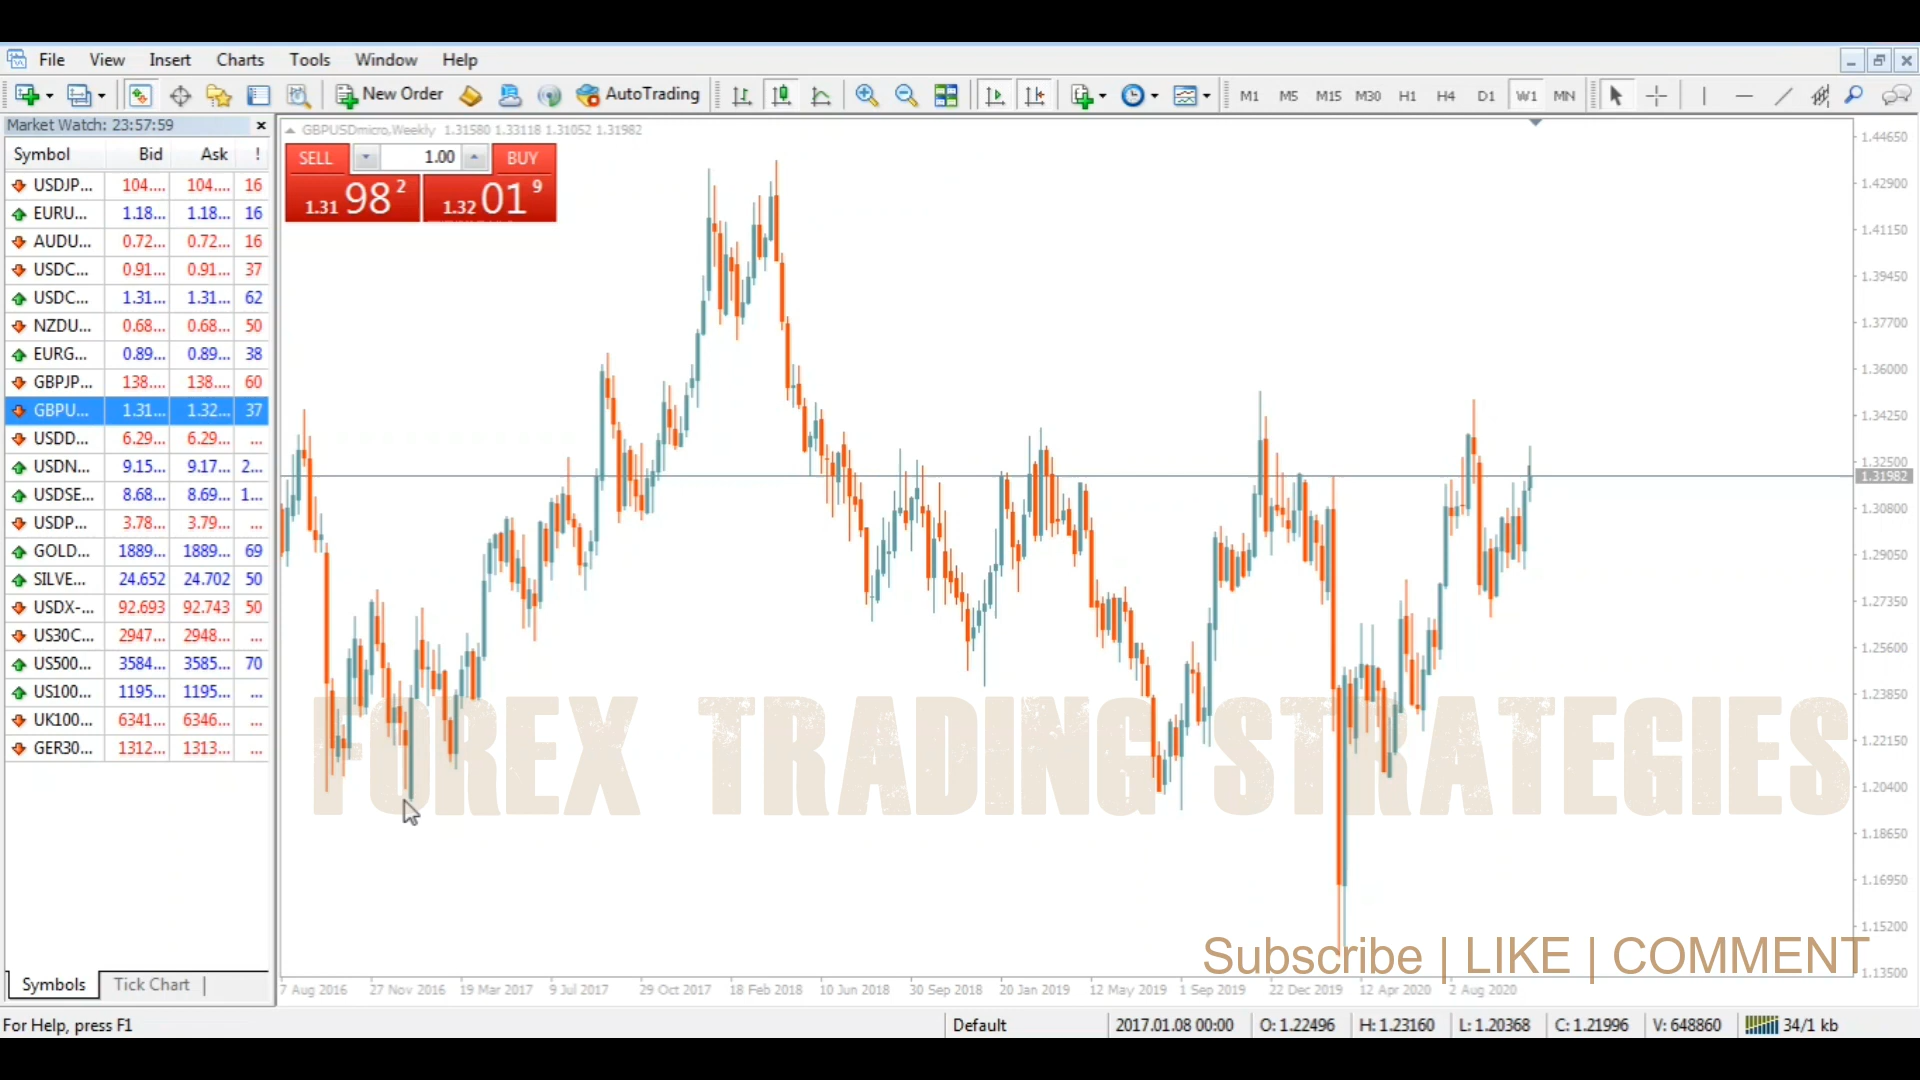 File View Insert Charts Tools Window Help
New Order AutoTrading M1 M5 M15 M30 H1 H4 D1 W1 MN
Market Watch: 23:57:59
Symbol Bid Ask !
USDJP... 104.... 104.... 16
EURU... 1.18... 1.18... 16
AUDU... 0.72... 0.72... 16
USDC... 0.91... 0.91... 37
USDC... 1.31... 1.31... 62
NZDU... 0.68... 0.68... 50
EURG... 0.89... 0.89... 38
GBPJP... 138.... 138.... 60
GBPU... 1.31... 1.32... 37
USDD... 6.29... 6.29... ...
USDN... 9.15... 9.17... 2...
USDSE... 8.68... 8.69... 1...
USDP... 3.78... 3.79... ...
GOLD... 1889... 1889... 69
SILVE... 24.652 24.702 50
USDX-... 92.693 92.743 50
US30C... 2947... 2948... ...
US500... 3584... 3585... 70
US100... 1195... 1195... ...
UK100... 6341... 6346... ...
GER30... 1312... 1313... ...
Symbols Tick Chart
GBPUSDmicro,Weekly 1.31580 1.33118 1.31052 1.31982
SELL 1.00 BUY
1.31 98 2 1.32 01 9
1.44650
1.42900
1.41150
1.39450
1.37700
1.36000
1.34250
1.32500
1.31982
1.30800
1.29050
1.27350
1.25600
1.23850
1.22150
1.20400
1.18650
1.16950
1.15200
1.13500
FOREX TRADING STRATEGIES
Subscribe | LIKE | COMMENT
7 Aug 2016 27 Nov 2016 19 Mar 2017 9 Jul 2017 29 Oct 2017 18 Feb 2018 10 Jun 2018 30 Sep 2018 20 Jan 2019 12 May 2019 1 Sep 2019 22 Dec 2019 12 Apr 2020 2 Aug 2020
For Help, press F1 Default 2017.01.08 00:00 O: 1.22496 H: 1.23160 L: 1.20368 C: 1.21996 V: 648860 34/1 kb